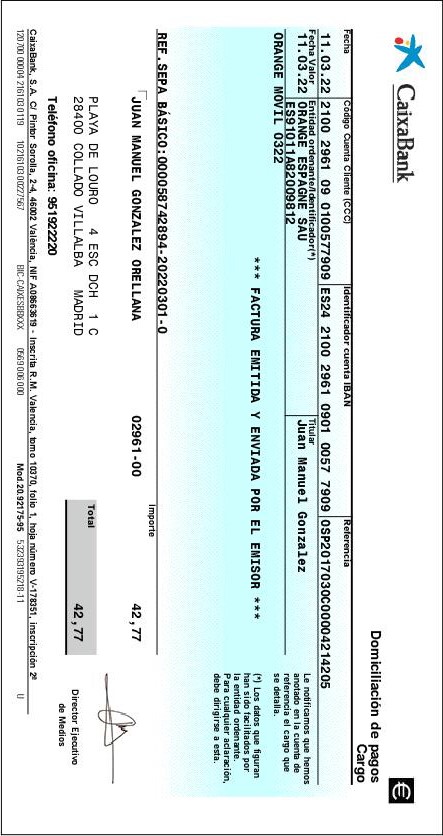 CaixaBank
€
Domiciliación de pagos
Cargo
Fecha Código Cuenta Cliente (CCC) Identificador cuenta IBAN Referencia
11.03.22 2100 2961 09 0100577909 ES24 2100 2961 0901 0057 7909 0SP2017030C00004214205
Fecha Valor Entidad ordenante/Identificador(*) Titular
11.03.22 ORANGE ESPAGNE SAU Juan Manuel Gonzalez
ES91011A82009812
ORANGE MOVIL 0322
*** FACTURA EMITIDA Y ENVIADA POR EL EMISOR ***
Le notificamos que hemos
anotado en la cuenta de
referencia el cargo que
se detalla.
(*) Los datos que figuran
han sido facilitados por
la entidad ordenante.
Para cualquier aclaración,
debe dirigirse a esta.
REF.SEPA BÁSICO:000058742894-20220301-0
Importe
JUAN MANUEL GONZALEZ ORELLANA 02961-00 42,77
PLAYA DE LOURO 4 ESC DCH 1 C
28400 COLLADO VILLALBA MADRID
Total
42,77
Director Ejecutivo
de Medios
Teléfono oficina: 951922220
CaixaBank, S.A. C/ Pintor Sorolla, 2-4, 46002 València, NIF A08663619 - Inscrita R.M. Valencia, tomo 10370, folio 1, hoja número V-178351, inscripción 2ª
120700 00004 216103 0119 10216103 00227567 BIC-CAIXESBBXXX 0569 006 000 Mod.20.92175-95 532393195218-11 U